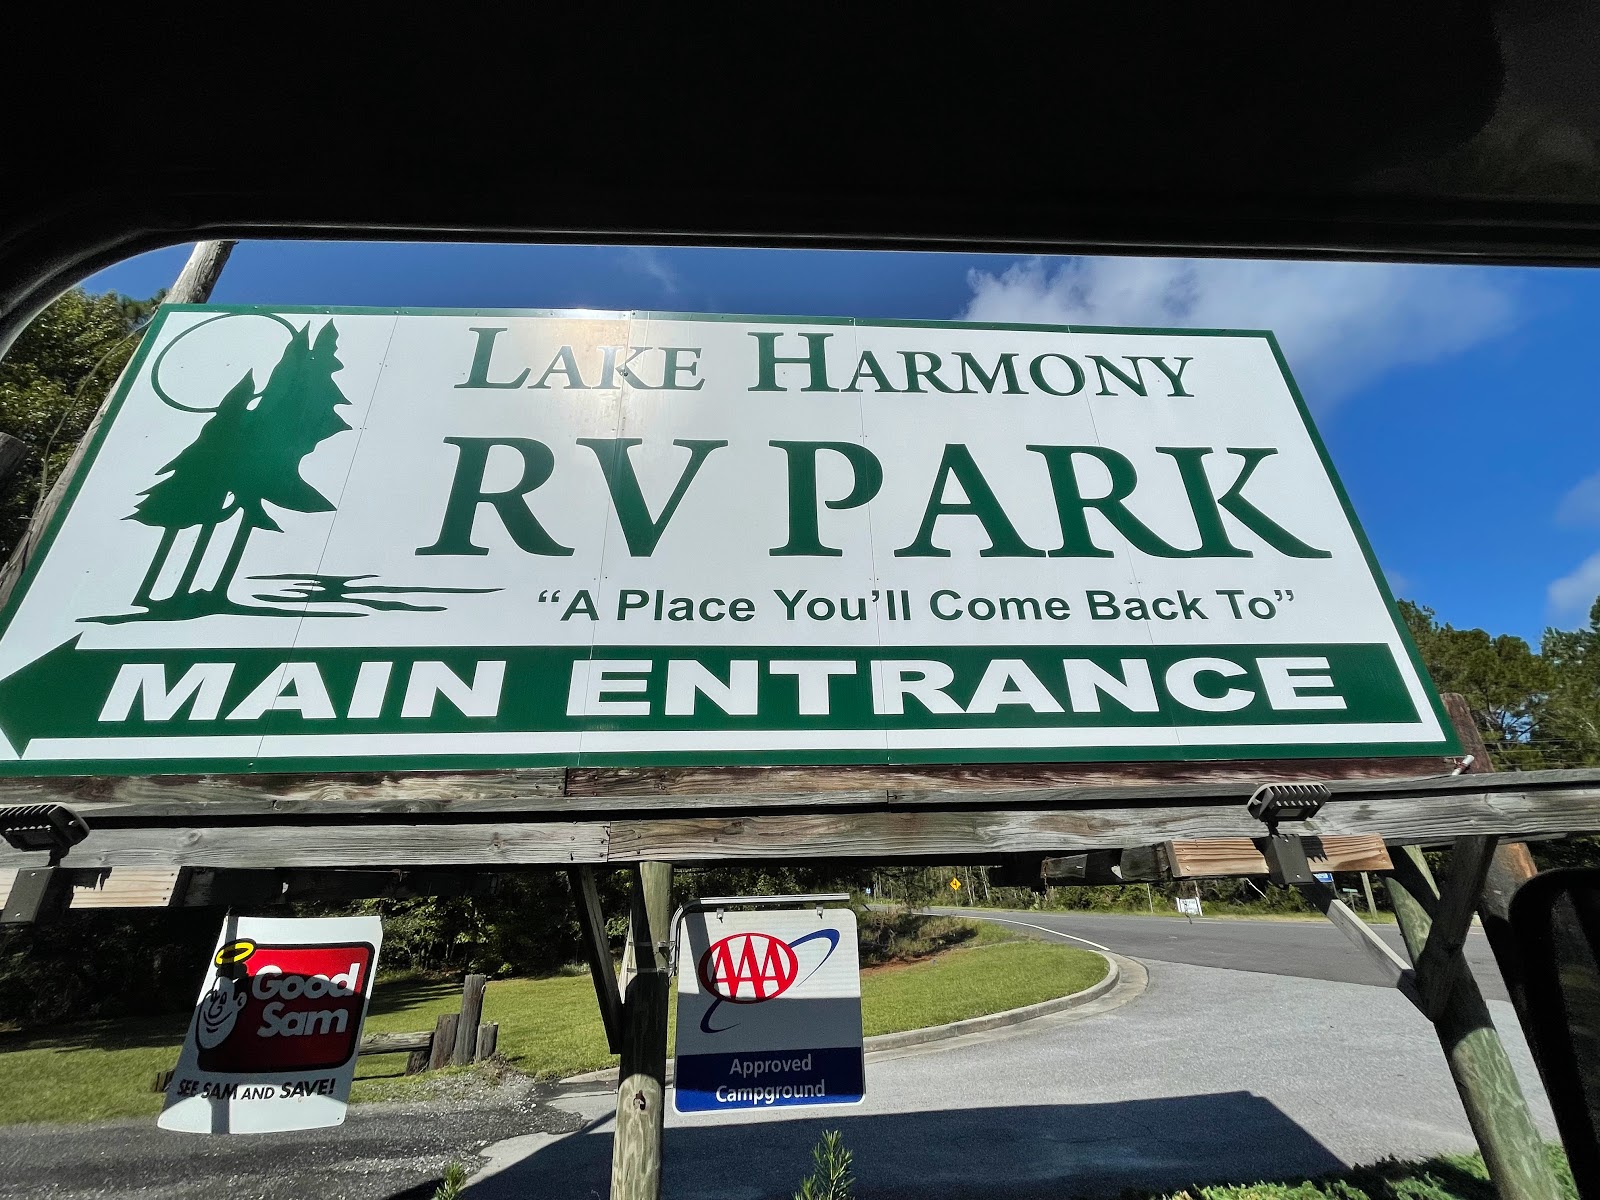 LAKE HARMONY
RV PARK
“A Place You’ll Come Back To”
MAIN ENTRANCE
Good
Sam
SEE SAM AND SAVE!
AAA
Approved
Campground